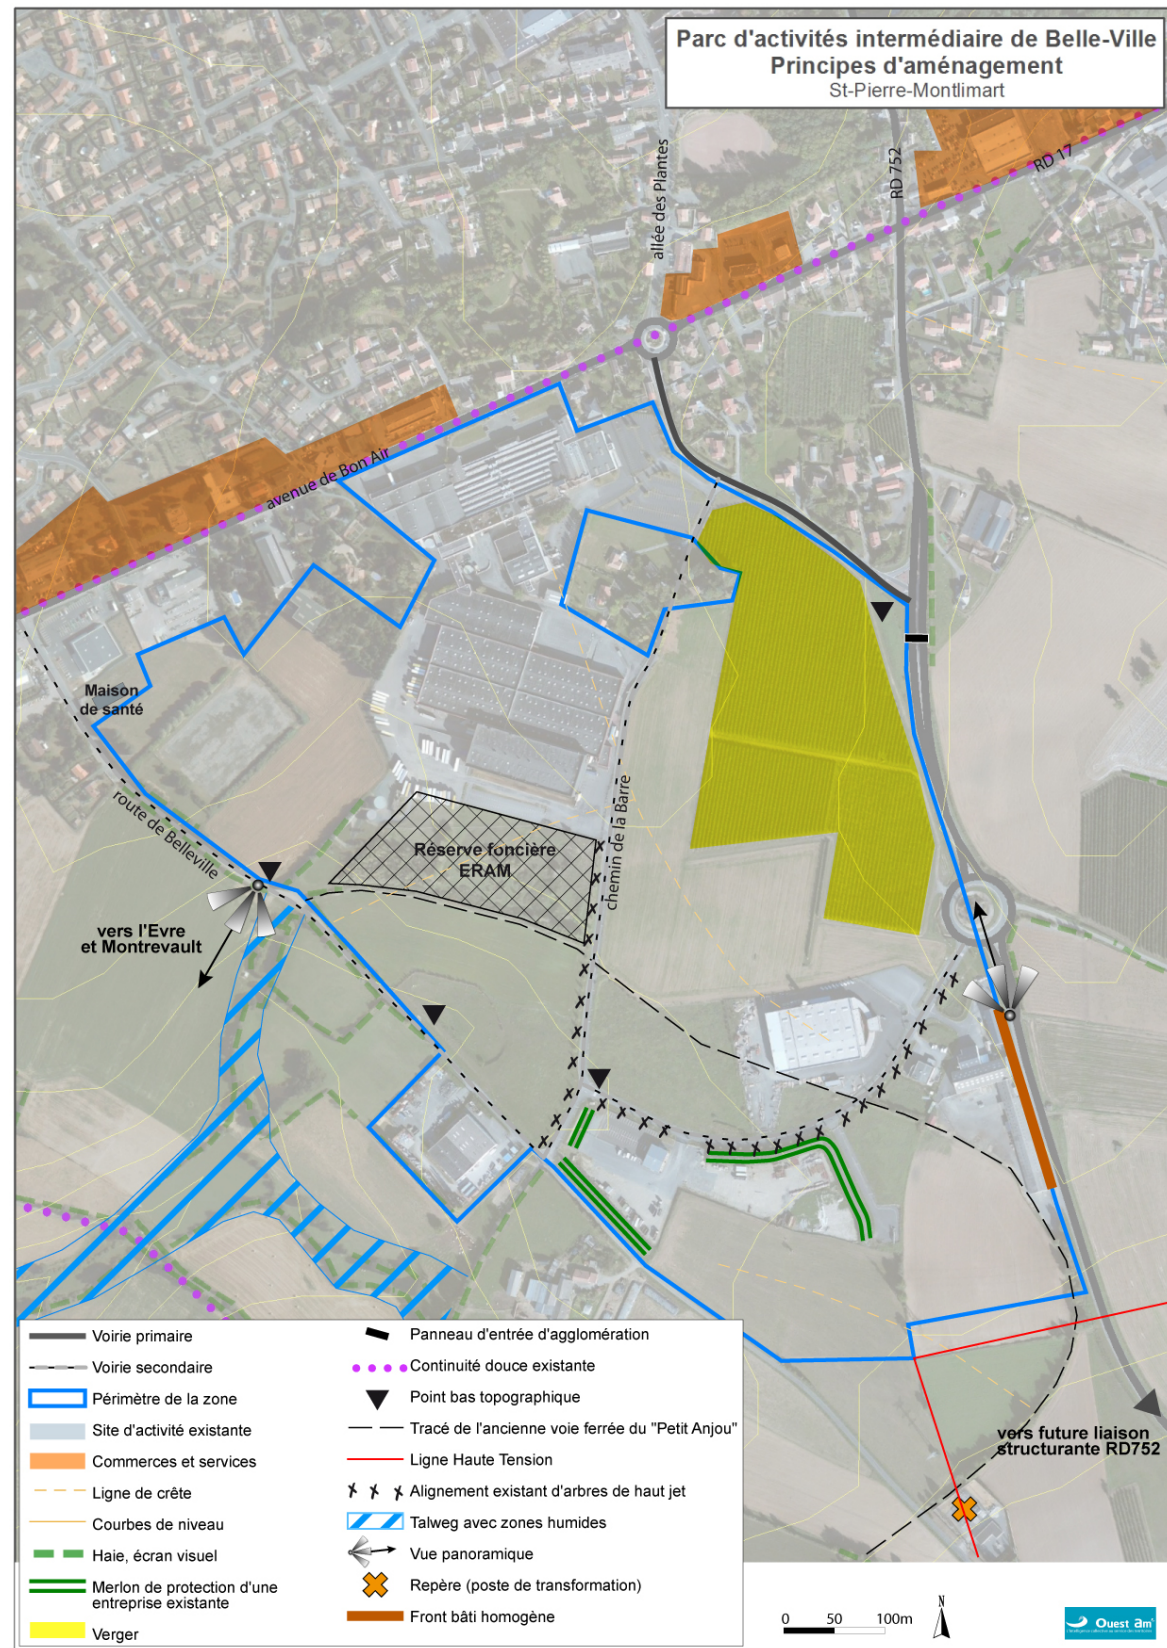 Parc d'activités intermédiaire de Belle-Ville
Principes d'aménagement
St-Pierre-Montlimart
allée des Plantes
RD 752
RD 17
avenue de Bon Air
Maison
de santé
route de Belleville
chemin de la Barre
Réserve foncière
ERAM
vers l'Evre
et Montrevault
vers future liaison
structurante RD752
Voirie primaire
Voirie secondaire
Périmètre de la zone
Site d'activité existante
Commerces et services
Ligne de crête
Courbes de niveau
Haie, écran visuel
Merlon de protection d'une
entreprise existante
Verger
Panneau d'entrée d'agglomération
Continuité douce existante
Point bas topographique
Tracé de l'ancienne voie ferrée du "Petit Anjou"
Ligne Haute Tension
Alignement existant d'arbres de haut jet
Talweg avec zones humides
Vue panoramique
Repère (poste de transformation)
Front bâti homogène
0 50 100m
N
Ouest am'